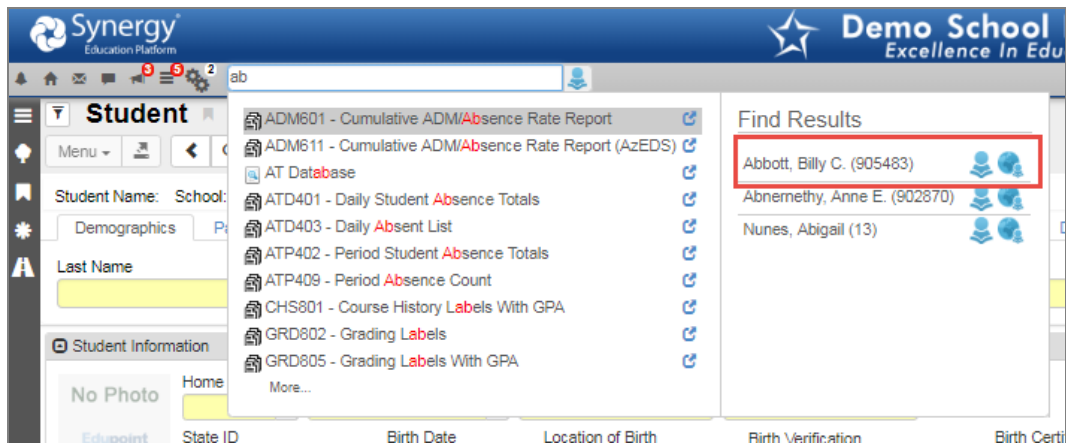 Synergy
Education Platform
Demo School
Excellence In Edu
3
5
2
ab
Student
Menu
Student Name: School:
Demographics
Last Name
Student Information
No Photo
Edupoint
Home
State ID
Birth Date
Location of Birth
Birth Verification
Birth Certi
ADM601 - Cumulative ADM/Absence Rate Report
ADM611 - Cumulative ADM/Absence Rate Report (AzEDS)
AT Database
ATD401 - Daily Student Absence Totals
ATD403 - Daily Absent List
ATP402 - Period Student Absence Totals
ATP409 - Period Absence Count
CHS801 - Course History Labels With GPA
GRD802 - Grading Labels
GRD805 - Grading Labels With GPA
More...
Find Results
Abbott, Billy C. (905483)
Abnemethy, Anne E. (902870)
Nunes, Abigail (13)